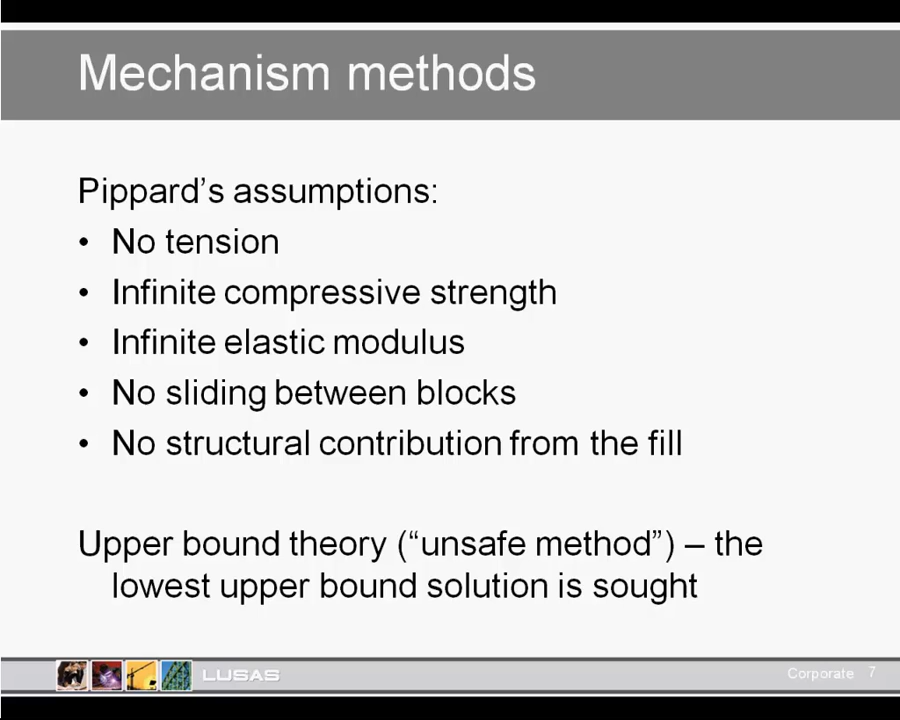 Mechanism methods
Pippard's assumptions:
• No tension
• Infinite compressive strength
• Infinite elastic modulus
• No sliding between blocks
• No structural contribution from the fill
Upper bound theory (“unsafe method”) – the
lowest upper bound solution is sought
LUSAS
Corporate 7